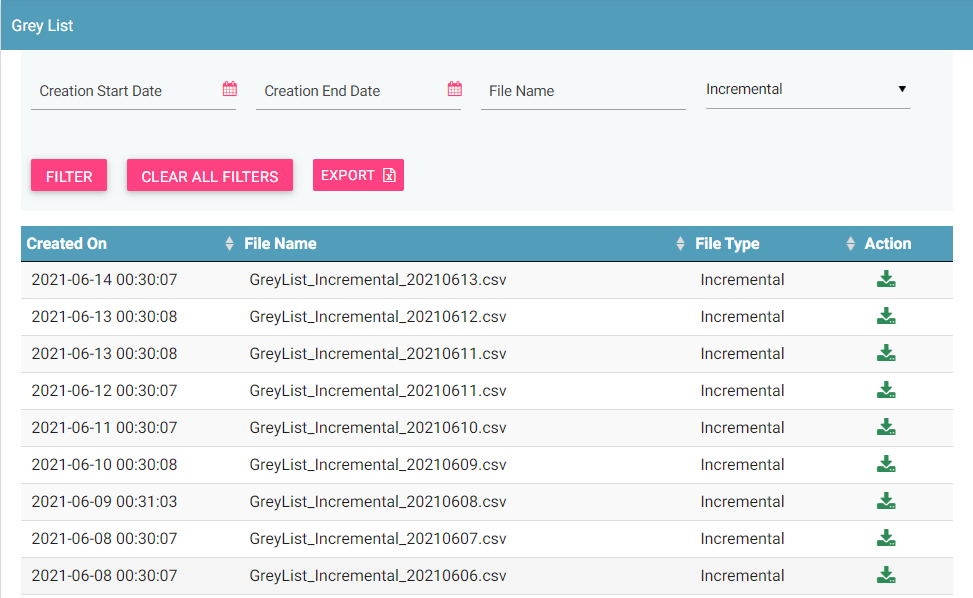 Grey List
Creation Start Date Creation End Date File Name Incremental
FILTER CLEAR ALL FILTERS EXPORT
Created On File Name File Type Action
2021-06-14 00:30:07 GreyList_Incremental_20210613.csv Incremental
2021-06-13 00:30:08 GreyList_Incremental_20210612.csv Incremental
2021-06-13 00:30:08 GreyList_Incremental_20210611.csv Incremental
2021-06-12 00:30:07 GreyList_Incremental_20210611.csv Incremental
2021-06-11 00:30:07 GreyList_Incremental_20210610.csv Incremental
2021-06-10 00:30:08 GreyList_Incremental_20210609.csv Incremental
2021-06-09 00:31:03 GreyList_Incremental_20210608.csv Incremental
2021-06-08 00:30:07 GreyList_Incremental_20210607.csv Incremental
2021-06-08 00:30:07 GreyList_Incremental_20210606.csv Incremental